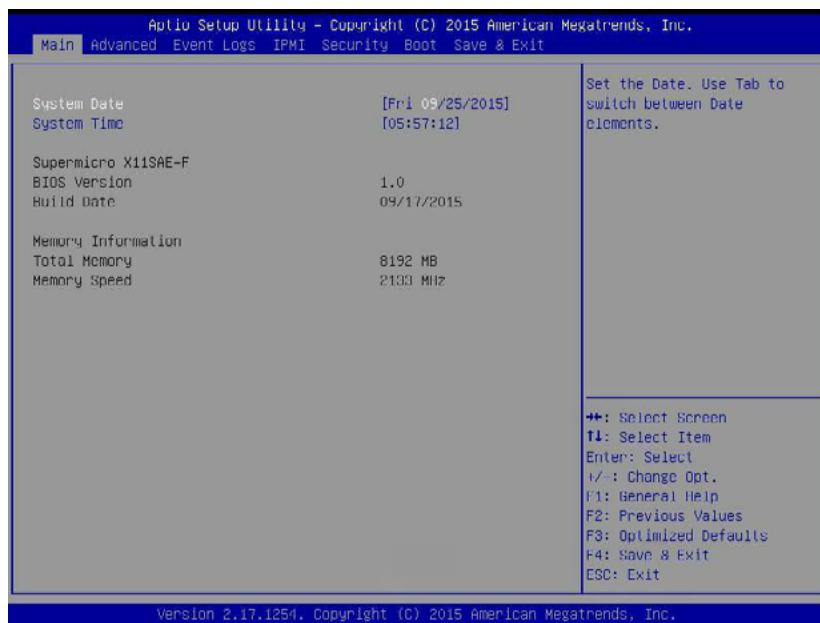 Aptio Setup Utility – Copyright (C) 2015 American Megatrends, Inc.
Main Advanced Event Logs IPMI Security Boot Save & Exit
System Date [Fri 09/25/2015]
System Time [05:57:12]
Supermicro X11SAE-F
BIOS Version 1.0
Build Date 09/17/2015
Memory Information
Total Memory 8192 MB
Memory Speed 2133 MHz
Set the Date. Use Tab to
switch between Date
elements.
→←: Select Screen
↑↓: Select Item
Enter: Select
+/-: Change Opt.
F1: General Help
F2: Previous Values
F3: Optimized Defaults
F4: Save & Exit
ESC: Exit
Version 2.17.1254. Copyright (C) 2015 American Megatrends, Inc.